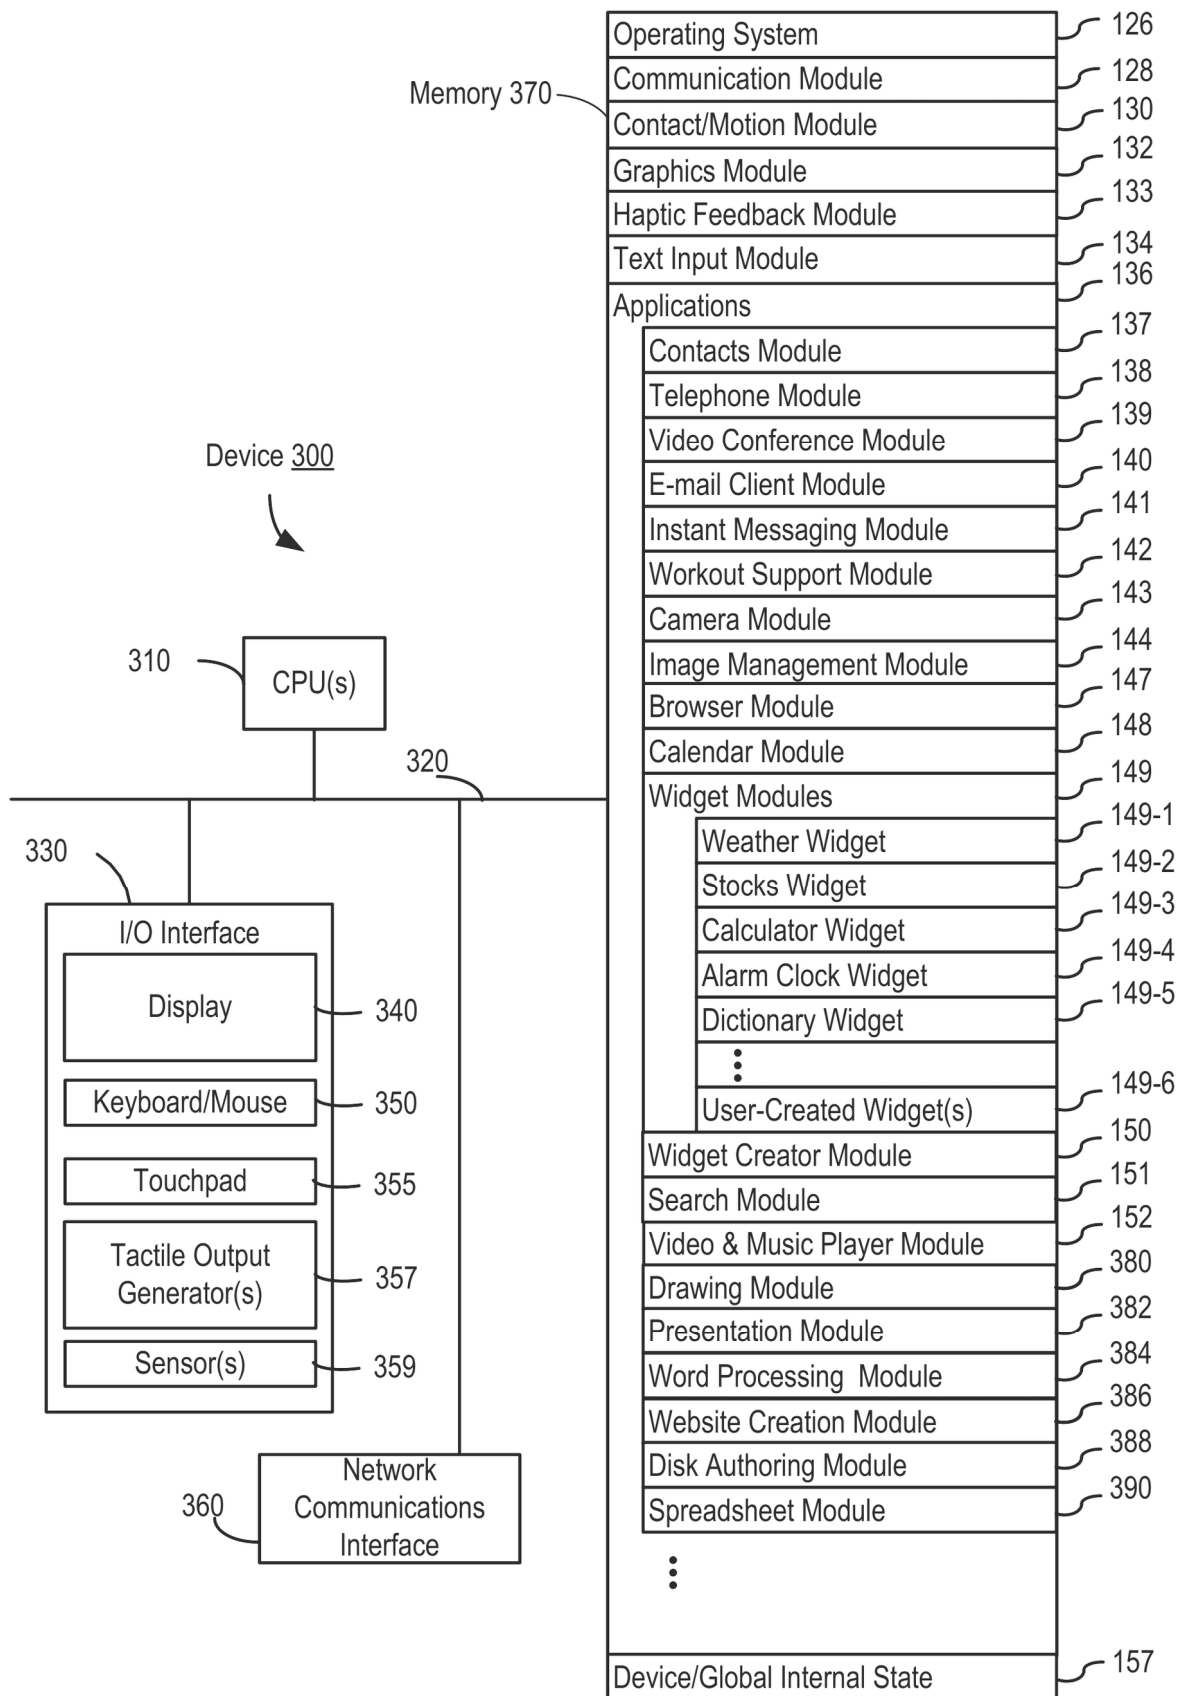 Operating System 126
Communication Module 128
Memory 370
Contact/Motion Module 130
Graphics Module 132
Haptic Feedback Module 133
Text Input Module 134
Applications 136
Contacts Module 137
Telephone Module 138
Video Conference Module 139
E-mail Client Module 140
Instant Messaging Module 141
Workout Support Module 142
Camera Module 143
Image Management Module 144
Browser Module 147
Calendar Module 148
Widget Modules 149
Weather Widget 149-1
Stocks Widget 149-2
Calculator Widget 149-3
Alarm Clock Widget 149-4
Dictionary Widget 149-5
User-Created Widget(s) 149-6
Widget Creator Module 150
Search Module 151
Video & Music Player Module 152
Drawing Module 380
Presentation Module 382
Word Processing Module 384
Website Creation Module 386
Disk Authoring Module 388
Spreadsheet Module 390
Device/Global Internal State 157
Device 300
310
CPU(s)
320
330
I/O Interface
Display 340
Keyboard/Mouse 350
Touchpad 355
Tactile Output
Generator(s) 357
Sensor(s) 359
360
Network
Communications
Interface